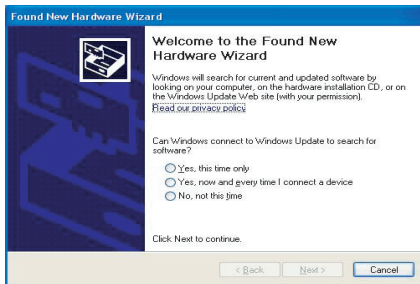 Found New Hardware Wizard
Welcome to the Found New
Hardware Wizard
Windows will search for current and updated software by
looking on your computer, on the hardware installation CD, or on
the Windows Update Web site (with your permission).
Read our privacy policy
Can Windows connect to Windows Update to search for
software?
Yes, this time only
Yes, now and every time I connect a device
No, not this time
Click Next to continue.
< Back Next > Cancel